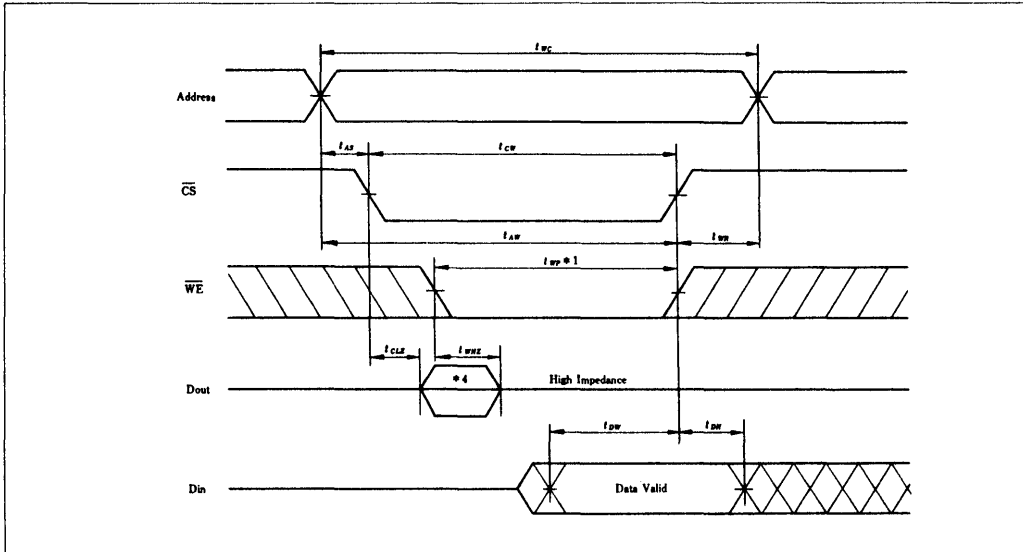 tWC
Address
tAS
tCW
CS
tAW
tWR
tWP *1
WE
tCLZ
tWHZ
*4
High Impedance
Dout
tDW
tDH
Data Valid
Din